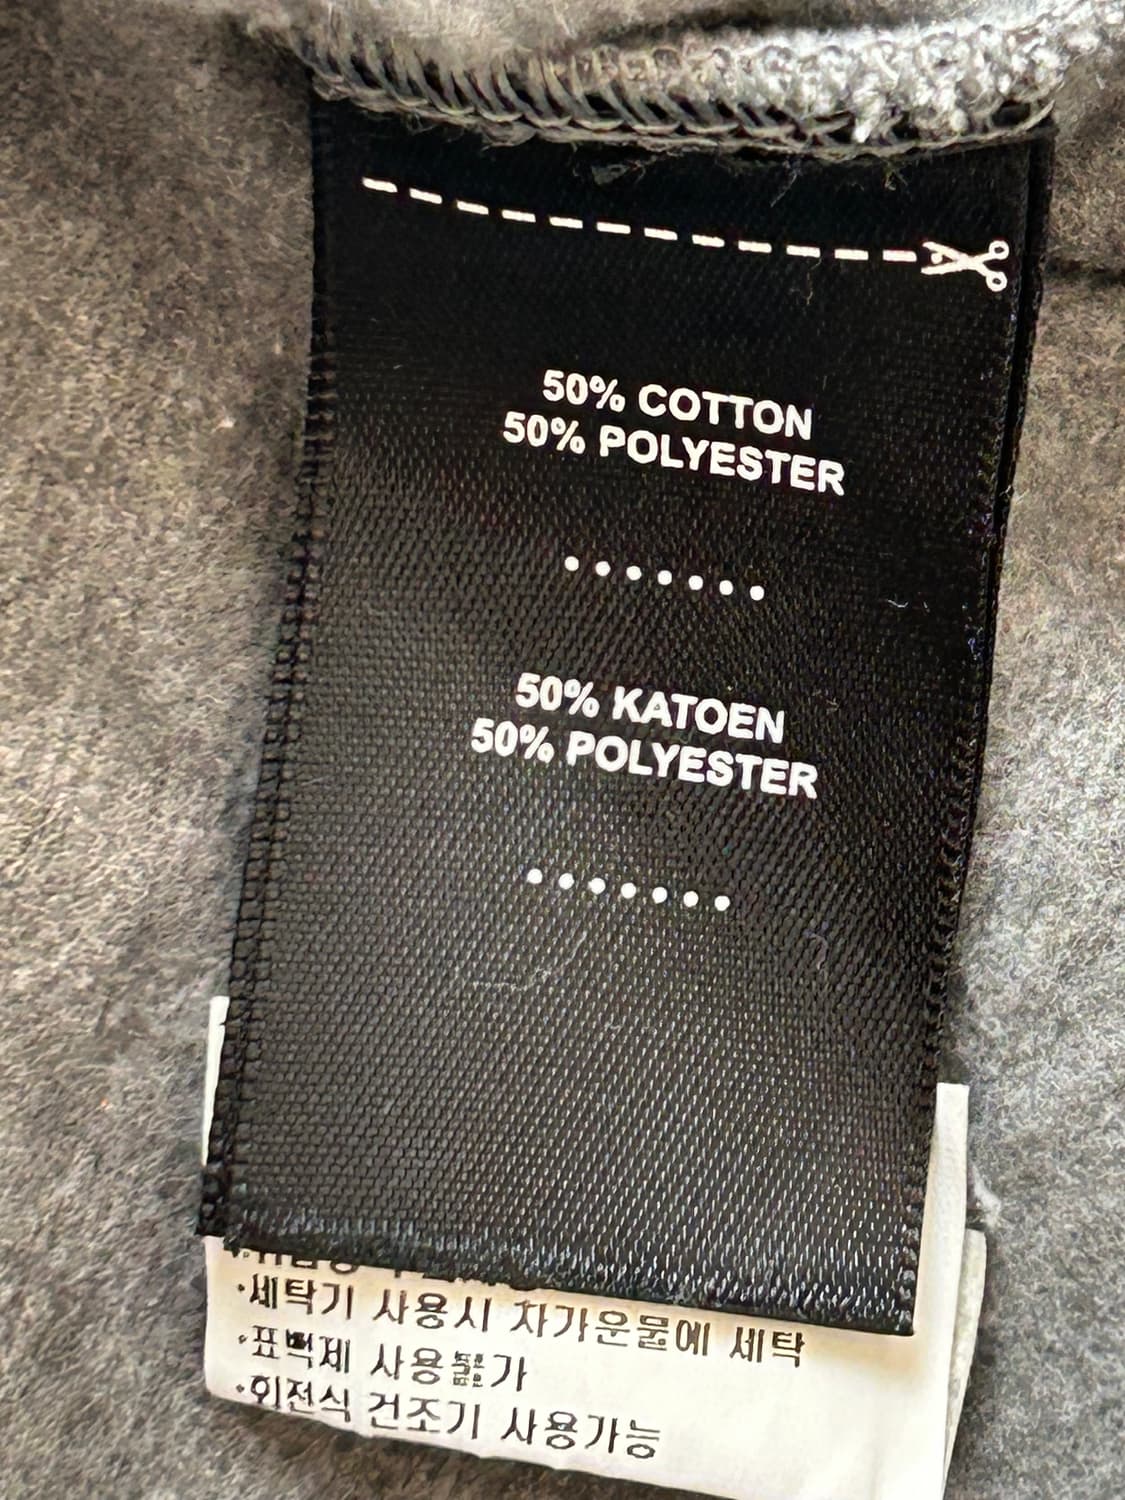 50% COTTON
50% POLYESTER
50% KATOEN
50% POLYESTER
·세탁기 사용시 차가운물에 세탁
·표백제 사용불가
·회전식 건조기 사용가능